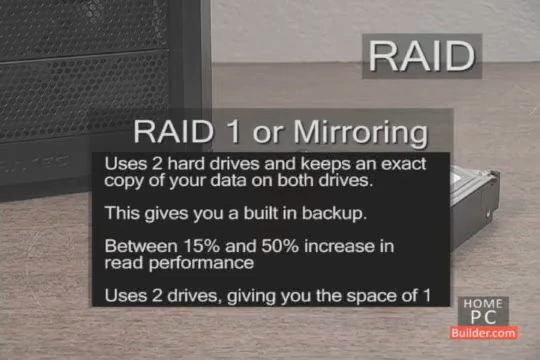 RAID
RAID 1 or Mirroring
Uses 2 hard drives and keeps an exact
copy of your data on both drives.
This gives you a built in backup.
Between 15% and 50% increase in
read performance
Uses 2 drives, giving you the space of 1
HOME
PC
Builder.com